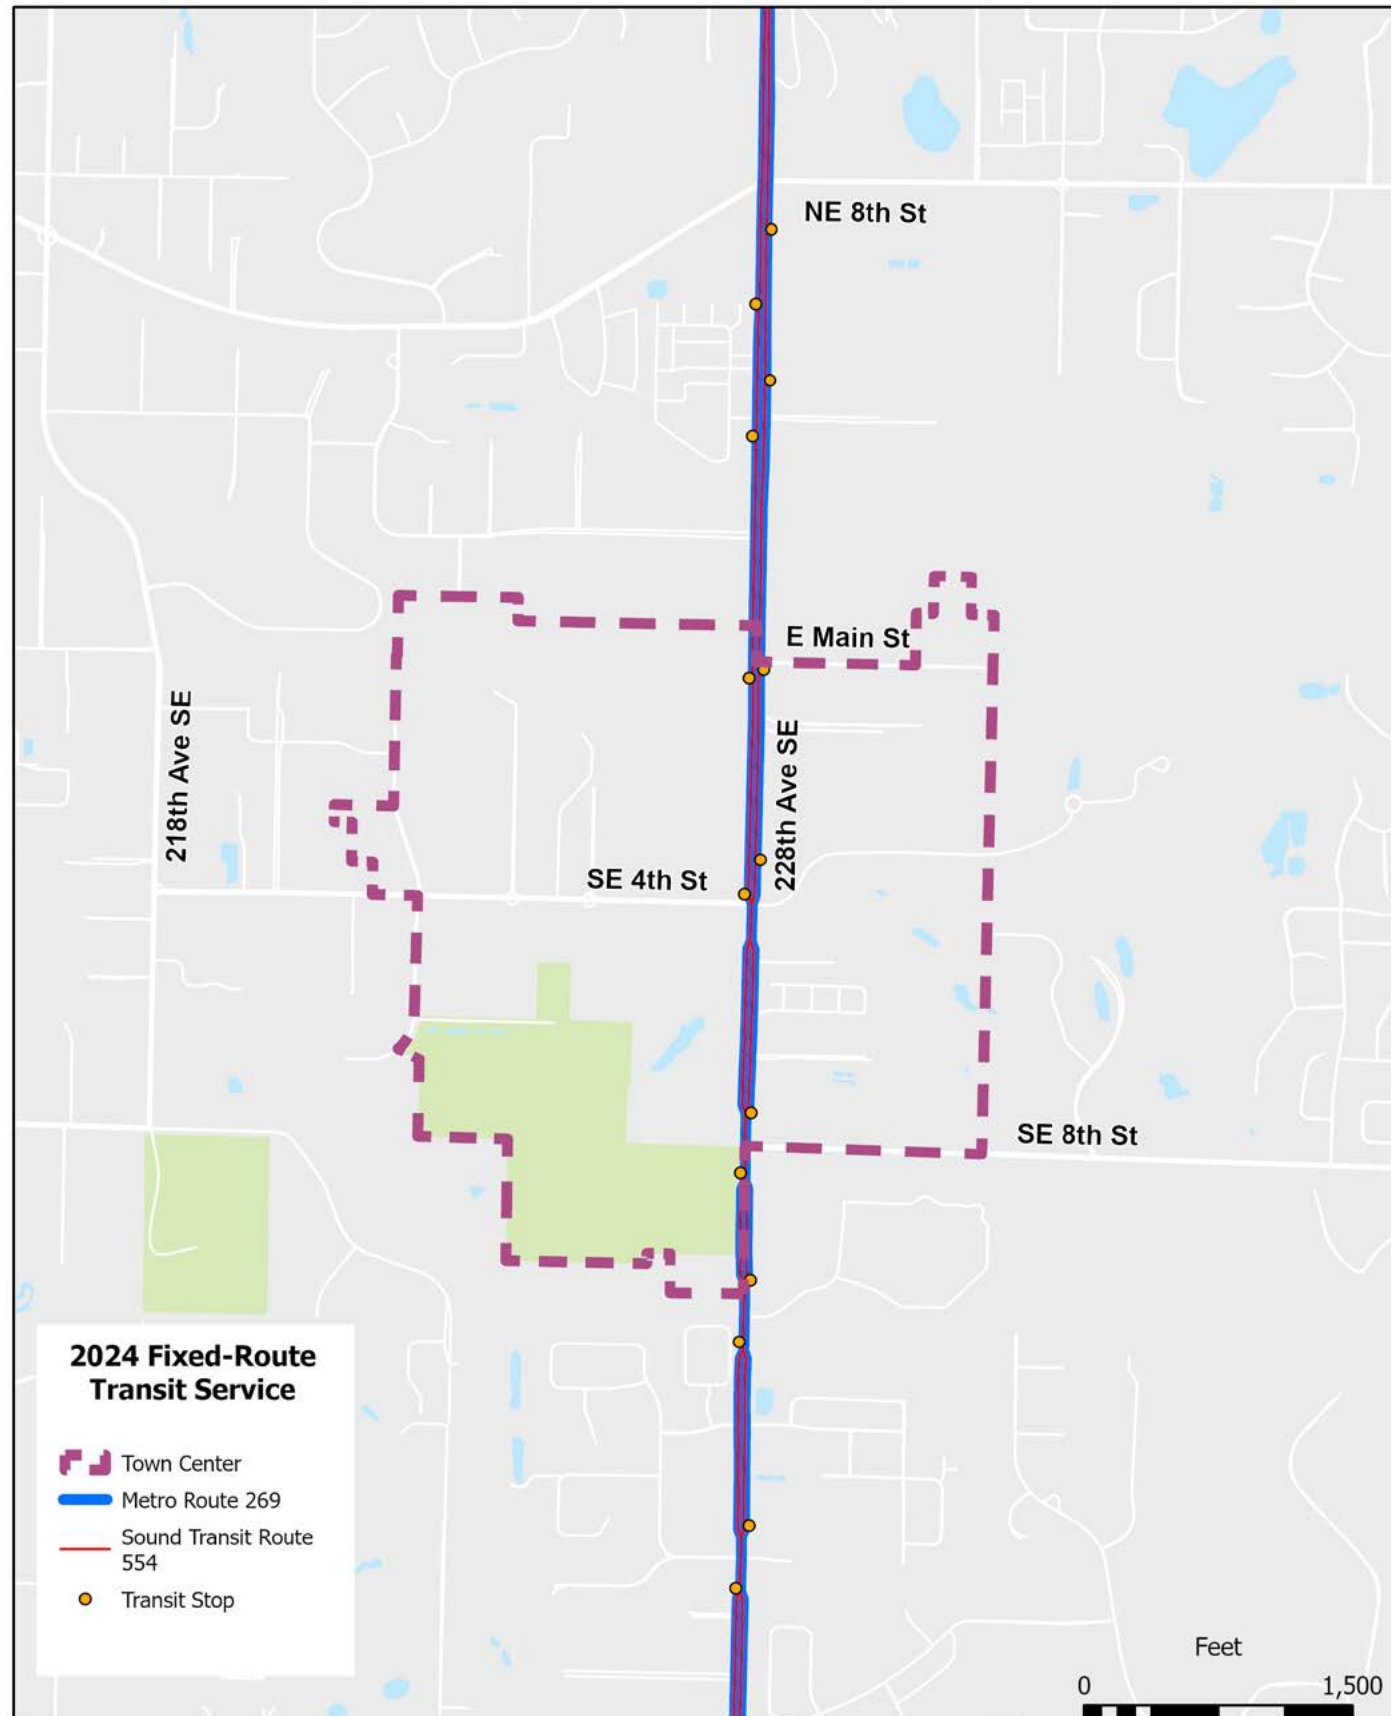 NE 8th St
E Main St
218th Ave SE
228th Ave SE
SE 4th St
SE 8th St
2024 Fixed-Route
Transit Service
Town Center
Metro Route 269
Sound Transit Route
554
Transit Stop
Feet
0
1,500